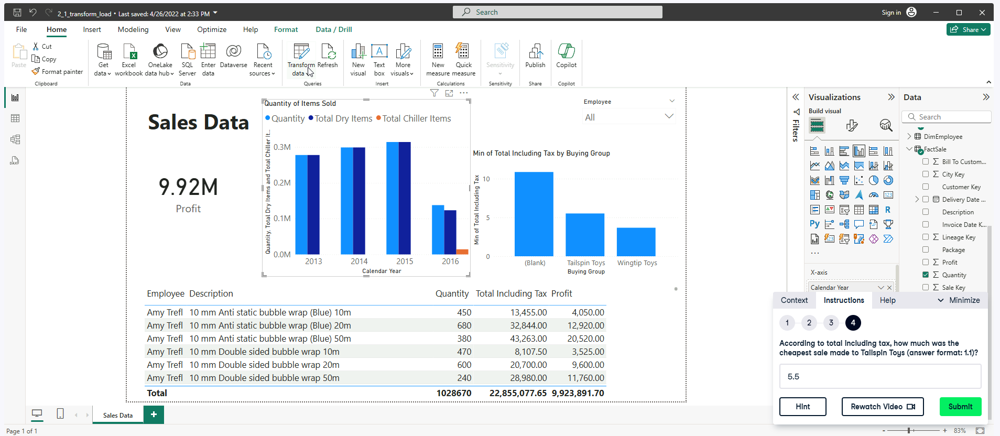 2_1_transform_load • Last saved: 4/26/2022 at 2:33 PM
Search
Sign in
File Home Insert Modeling View Optimize Help Format Data / Drill
Share
Paste
Cut
Copy
Format painter
Clipboard
Get data
Excel workbook
OneLake data hub
SQL Server
Enter data
Dataverse
Recent sources
Data
Transform data
Refresh
Queries
New visual
Text box
More visuals
Insert
New measure
Quick measure
Calculations
Sensitivity
Sensitivity
Publish
Share
Copilot
Copilot
Sales Data
9.92M
Profit
Quantity of Items Sold
Quantity Total Dry Items Total Chiller Items
Quantity, Total Dry Items and Total Chiller It...
0.3M
0.2M
0.1M
0.0M
2013 2014 2015 2016
Calendar Year
Employee
All
Min of Total Including Tax by Buying Group
Min of Total Including Tax
10
5
0
(Blank) Tailspin Toys Wingtip Toys
Buying Group
Employee Description Quantity Total Including Tax Profit
Amy Trefl 10 mm Anti static bubble wrap (Blue) 10m 450 13,455.00 4,050.00
Amy Trefl 10 mm Anti static bubble wrap (Blue) 20m 680 32,844.00 12,920.00
Amy Trefl 10 mm Anti static bubble wrap (Blue) 50m 380 43,263.00 20,520.00
Amy Trefl 10 mm Double sided bubble wrap 10m 470 8,107.50 3,525.00
Amy Trefl 10 mm Double sided bubble wrap 20m 600 20,700.00 9,600.00
Amy Trefl 10 mm Double sided bubble wrap 50m 240 28,980.00 11,760.00
Total 1028670 22,855,077.65 9,923,891.70
Filters
Visualizations
Build visual
123
R
Py
123
...
X-axis
Calendar Year
Data
Search
DimEmployee
FactSale
Bill To Custom...
City Key
Customer Key
Delivery Date ...
Description
Invoice Date K...
Lineage Key
Package
Profit
Quantity
Sale Key
Context Instructions Help Minimize
1 2 3 4
According to total including tax, how much was the
cheapest sale made to Tailspin Toys (answer format: 1.1)?
5.5
Hint
Rewatch Video
Submit
Sales Data
Page 1 of 1
- + 83%
DAX